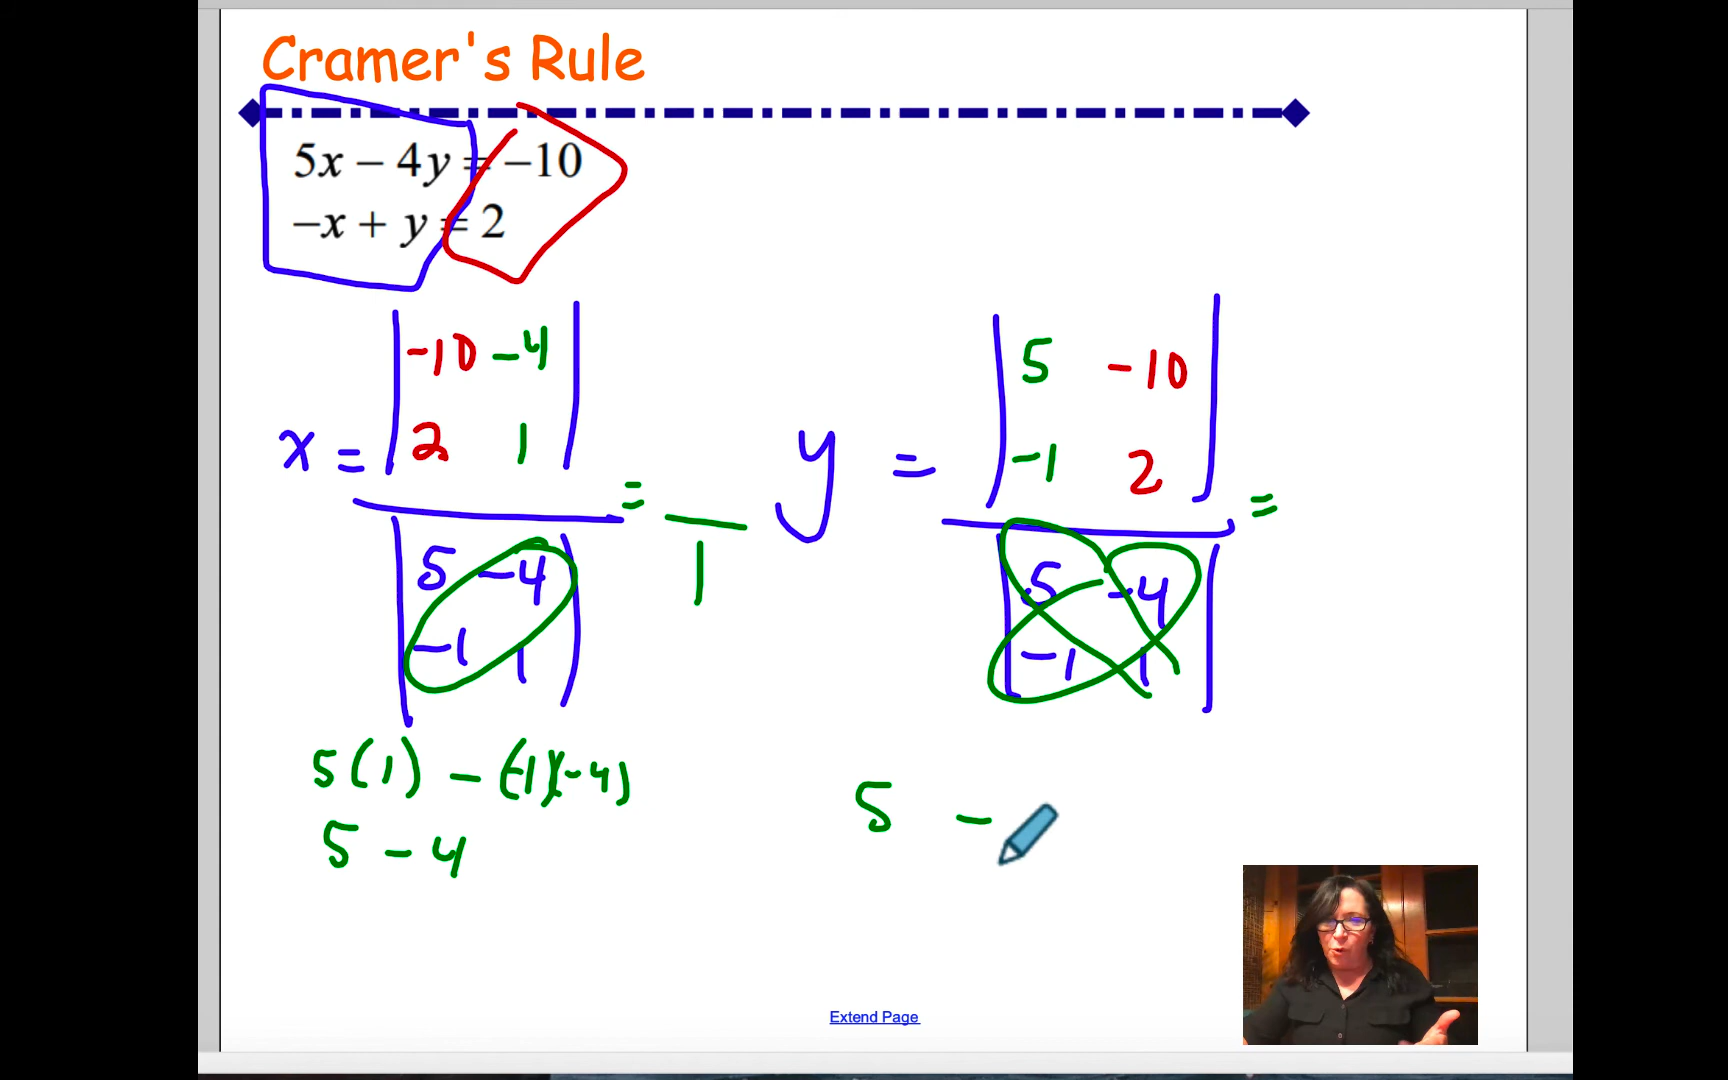 Cramer's Rule
5x − 4y = −10
−x + y = 2
x = | -10 -4 |
| 2 1 |
| 5 -4 |
| -1 1 |
= 
1
y = | 5 -10 |
| -1 2 |
| 5 -4 |
| -1 1 |
=
5(1) - (-1)(-4)
5 - 4
5 -
Extend Page